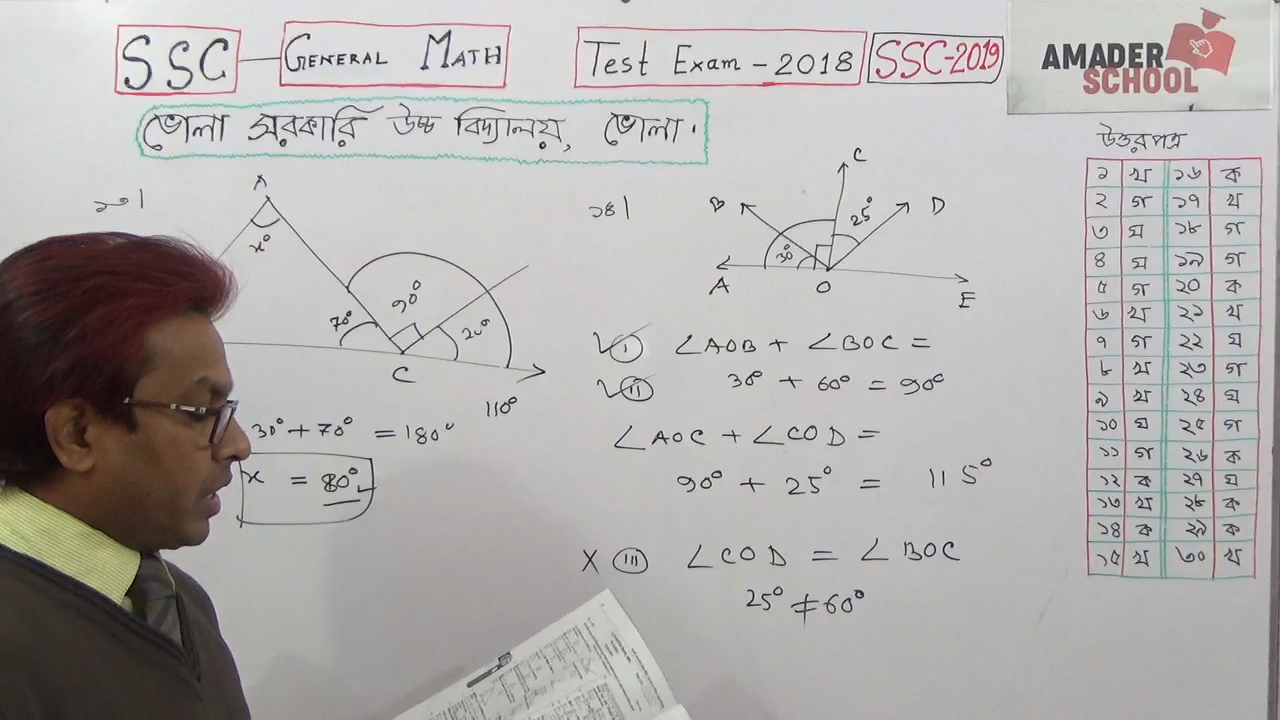 SSC GENERAL MATH Test Exam - 2018 SSC-2019
AMADER
SCHOOL
ভোলা সরকারি উচ্চ বিদ্যালয়, ভোলা।
১৩।
A
x°
70°
90°
20°
C
110°
30° + 70° = 180°
x = 80°
১৪।
B
C
25°
D
30°
A
O
E
I ∠AOB + ∠BOC =
II 30° + 60° = 90°
∠AOC + ∠COD =
90° + 25° = 115°
X III ∠COD = ∠BOC
25° ≠ 60°
উত্তরপত্র
১ খ ১৬ ক
২ গ ১৭ খ
৩ ঘ ১৮ গ
৪ ঘ ১৯ গ
৫ গ ২০ ক
৬ খ ২১ খ
৭ গ ২২ ঘ
৮ খ ২৩ গ
৯ খ ২৪ ঘ
১০ ঘ ২৫ গ
১১ গ ২৬ ক
১২ ক ২৭ ঘ
১৩ খ ২৮ ক
১৪ ক ২৯ ক
১৫ খ ৩০ খ